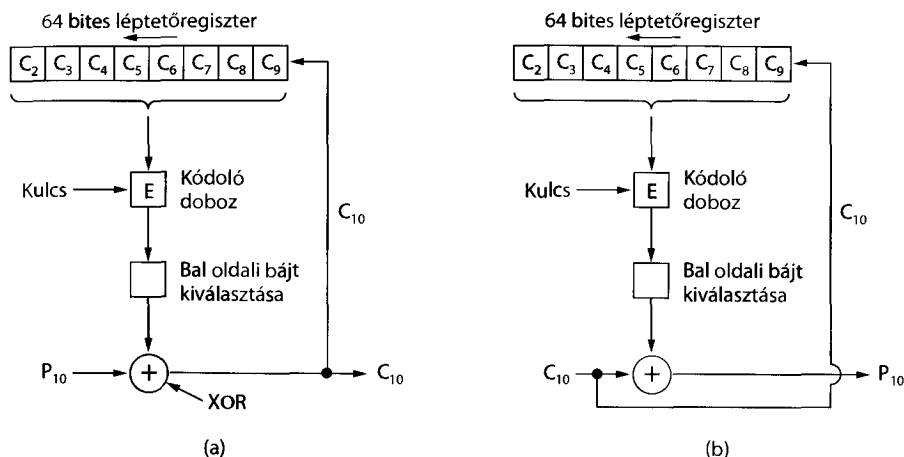 64 bites léptetőregiszter
C₂ C₃ C₄ C₅ C₆ C₇ C₈ C₉
Kulcs
E
Kódoló
doboz
C₁₀
Bal oldali bájt
kiválasztása
P₁₀
+
C₁₀
XOR
(a)
64 bites léptetőregiszter
C₂ C₃ C₄ C₅ C₆ C₇ C₈ C₉
Kulcs
E
Kódoló
doboz
C₁₀
Bal oldali bájt
kiválasztása
C₁₀
+
P₁₀
(b)